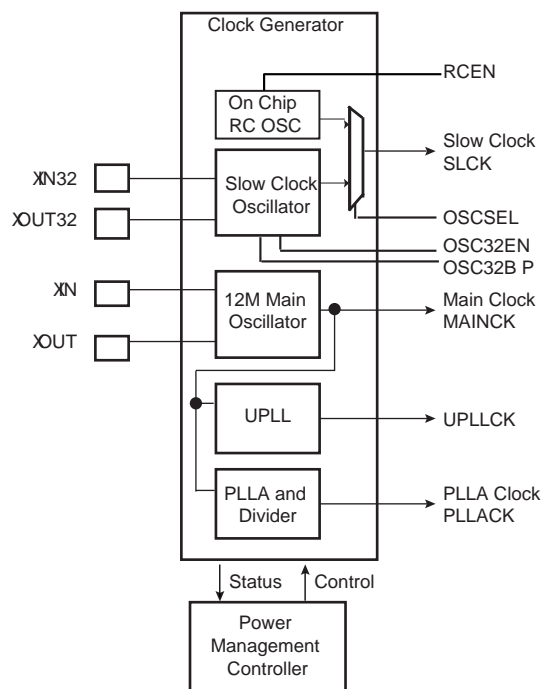 Clock Generator
RCEN
On Chip
RC OSC
Slow Clock
SLCK
XIN32
Slow Clock
Oscillator
XOUT32
OSCSEL
OSC32EN
OSC32B P
XIN
12M Main
Oscillator
Main Clock
MAINCK
XOUT
UPLL
UPLLCK
PLLA and
Divider
PLLA Clock
PLLACK
Status
Control
Power
Management
Controller